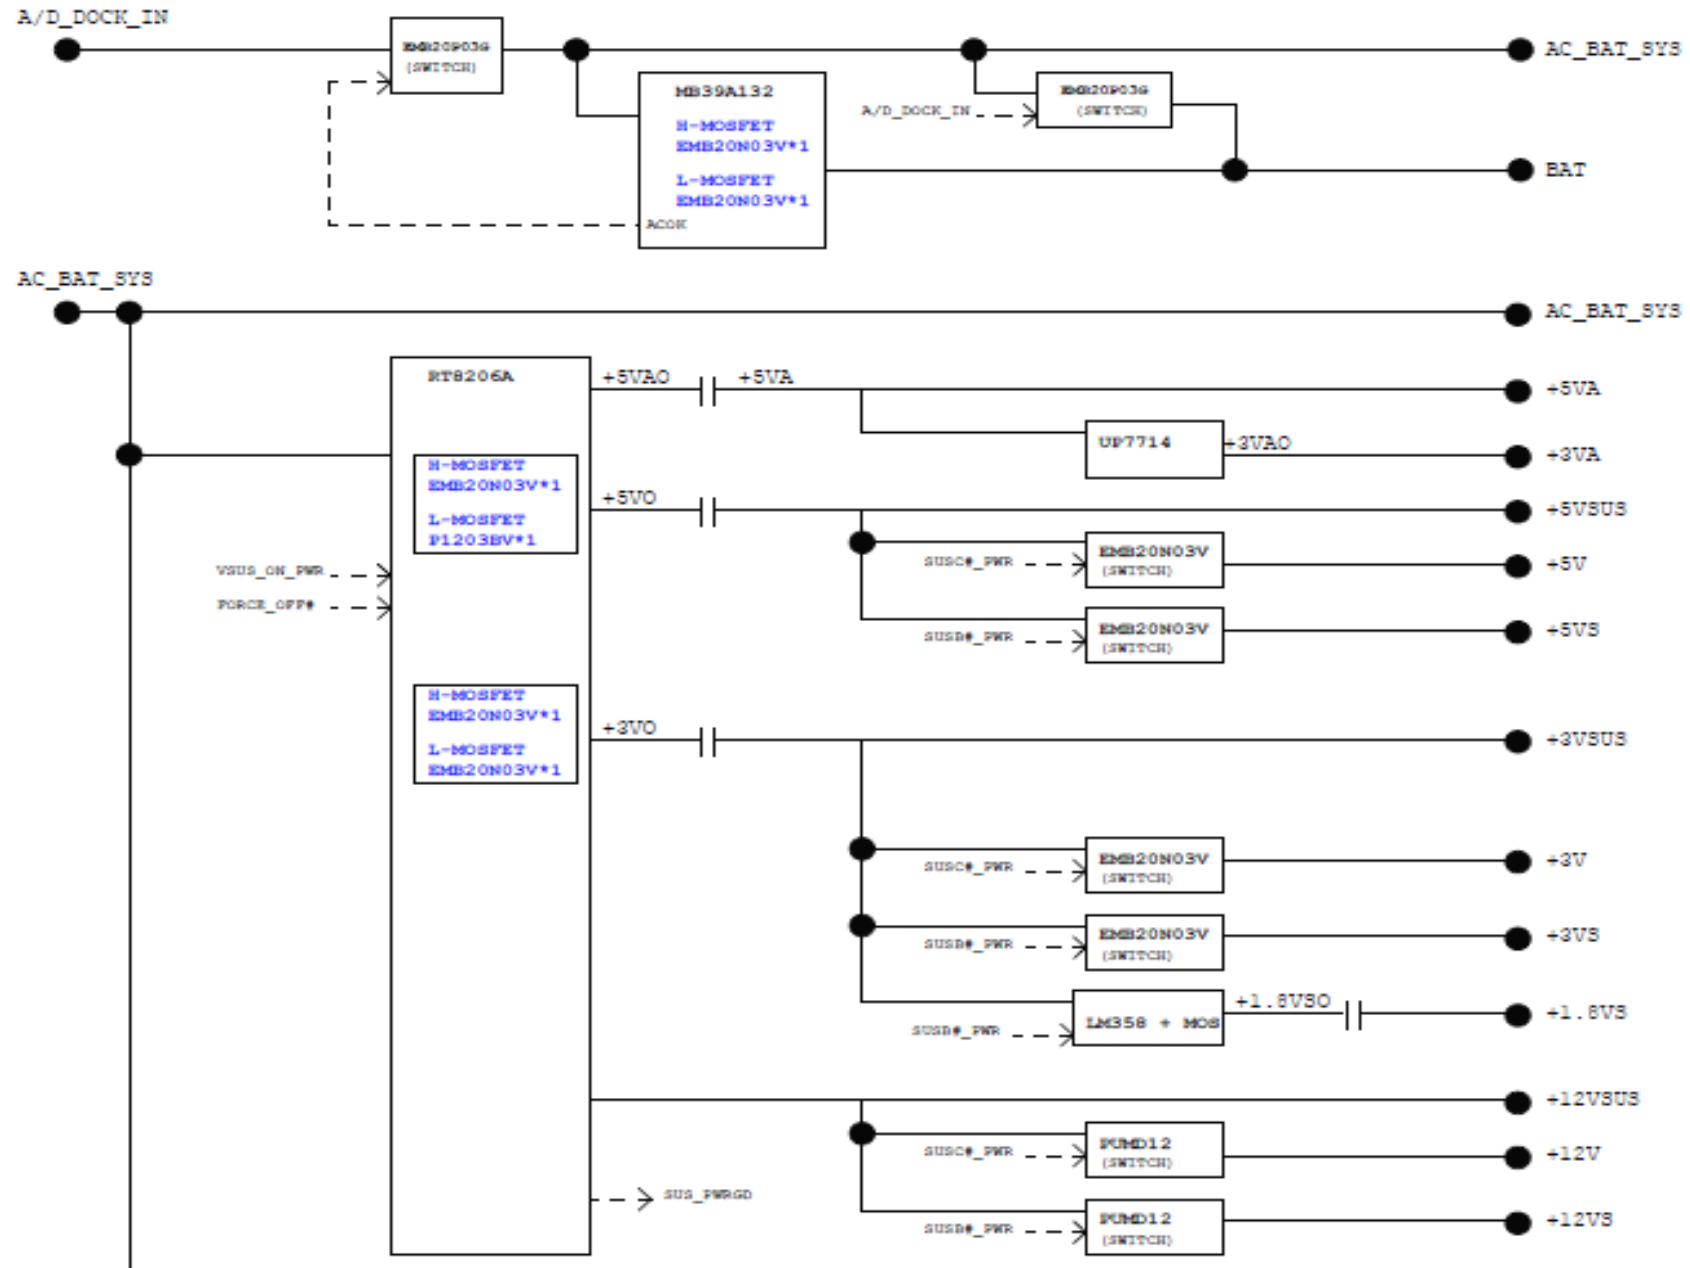 A/D_DOCK_IN
EMB20P03G
(SWITCH)
AC_BAT_SYS
MB39A132
H-MOSFET
EMB20N03V*1
L-MOSFET
EMB20N03V*1
ACOK
A/D_DOCK_IN
EMB20P03G
(SWITCH)
BAT
AC_BAT_SYS
AC_BAT_SYS
RT8206A
+5VAO
+5VA
+5VA
UP7714
+3VAO
+3VA
H-MOSFET
EMB20N03V*1
L-MOSFET
P1203BV*1
+5VO
+5VSUS
VSUS_ON_PWR
FORCE_OFF#
SUSC#_PWR
EMB20N03V
(SWITCH)
+5V
SUSB#_PWR
EMB20N03V
(SWITCH)
+5VS
H-MOSFET
EMB20N03V*1
L-MOSFET
EMB20N03V*1
+3VO
+3VSUS
SUSC#_PWR
EMB20N03V
(SWITCH)
+3V
SUSB#_PWR
EMB20N03V
(SWITCH)
+3VS
SUSB#_PWR
LM358 + MOS
+1.8VSO
+1.8VS
+12VSUS
SUSC#_PWR
PUMD12
(SWITCH)
+12V
SUS_PWRGD
SUSB#_PWR
PUMD12
(SWITCH)
+12VS